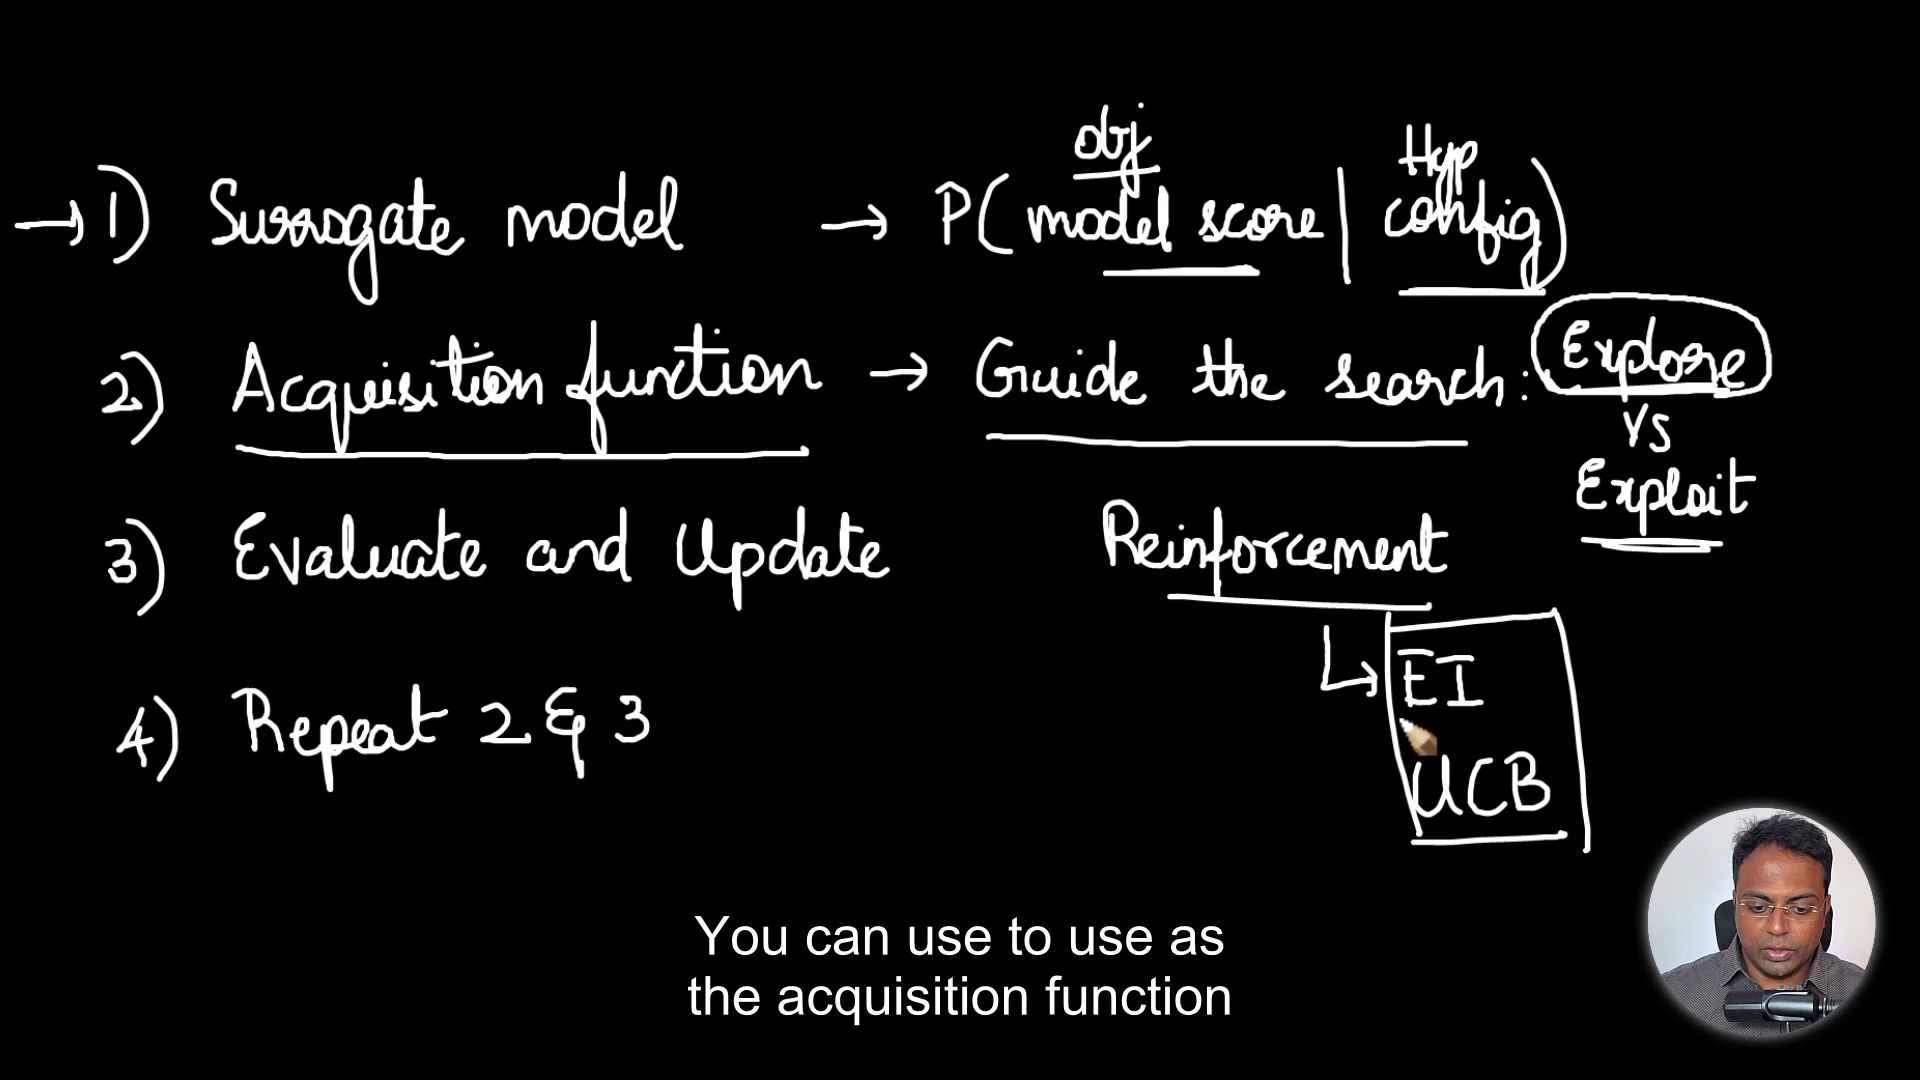 obj
Hyp
→ 1) Surrogate model → P( model score | config)
2) Acquisition function → Guide the search : Explore
vs
Exploit
3) Evaluate and Update
Reinforcement
EI
4) Repeat 2 & 3
UCB
You can use to use as
the acquisition function